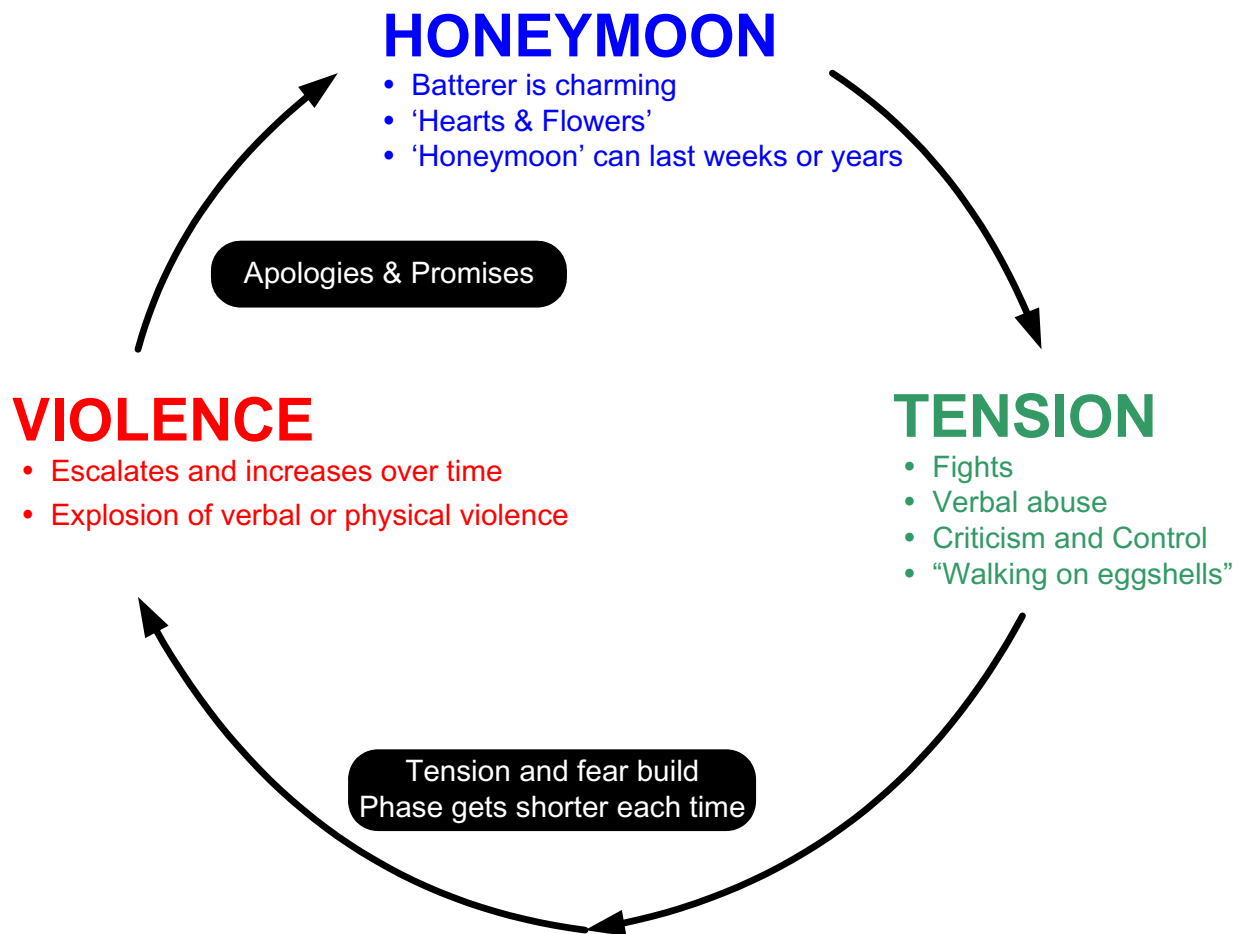 HONEYMOON
• Batterer is charming
• ‘Hearts & Flowers’
• ‘Honeymoon’ can last weeks or years
Apologies & Promises
VIOLENCE
• Escalates and increases over time
• Explosion of verbal or physical violence
TENSION
• Fights
• Verbal abuse
• Criticism and Control
• “Walking on eggshells”
Tension and fear build
Phase gets shorter each time